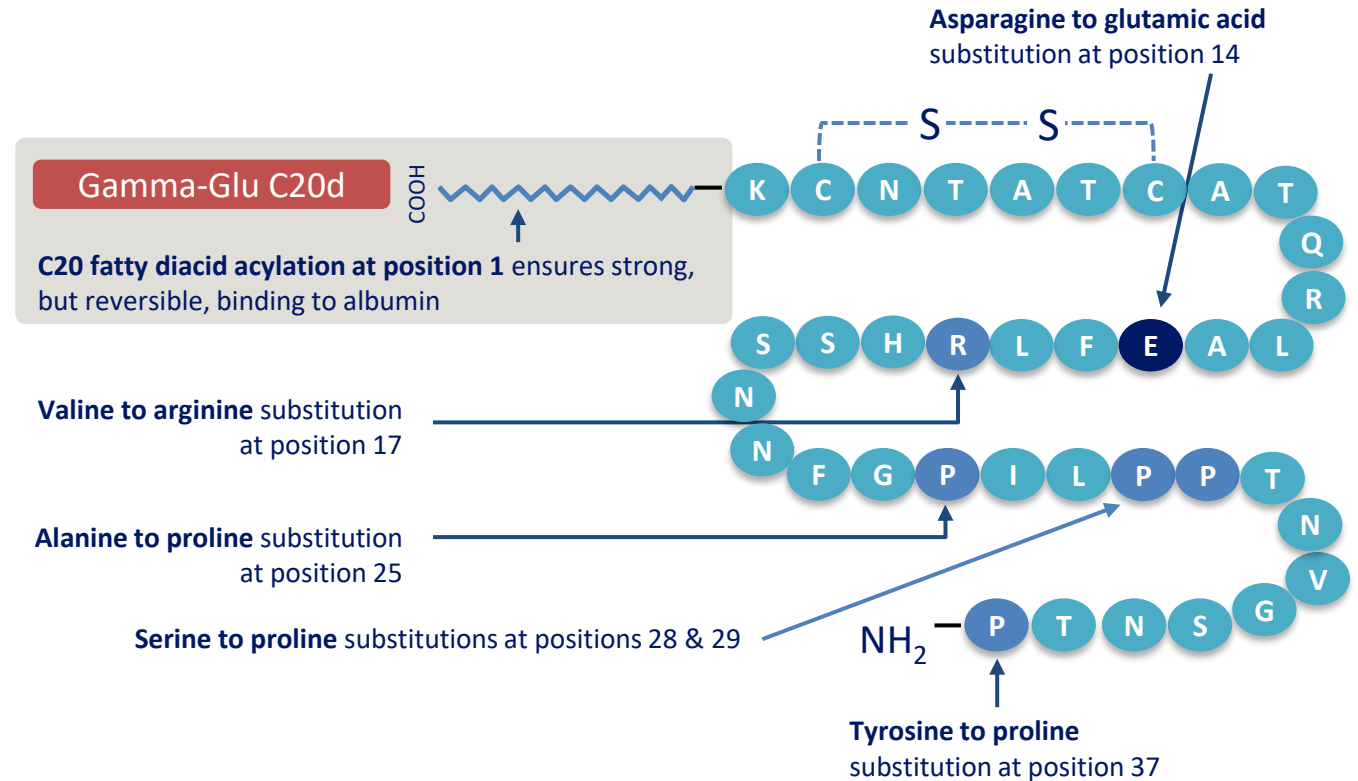 Asparagine to glutamic acid
substitution at position 14
S S
Gamma-Glu C20d
COOH
K C N T A T C A T
Q
R
C20 fatty diacid acylation at position 1 ensures strong,
but reversible, binding to albumin
S S H R L F E A L
N
Valine to arginine substitution
at position 17
N F G P I L P P T
N
V
Alanine to proline substitution
at position 25
Serine to proline substitutions at positions 28 & 29
NH2 P T N S G
Tyrosine to proline
substitution at position 37